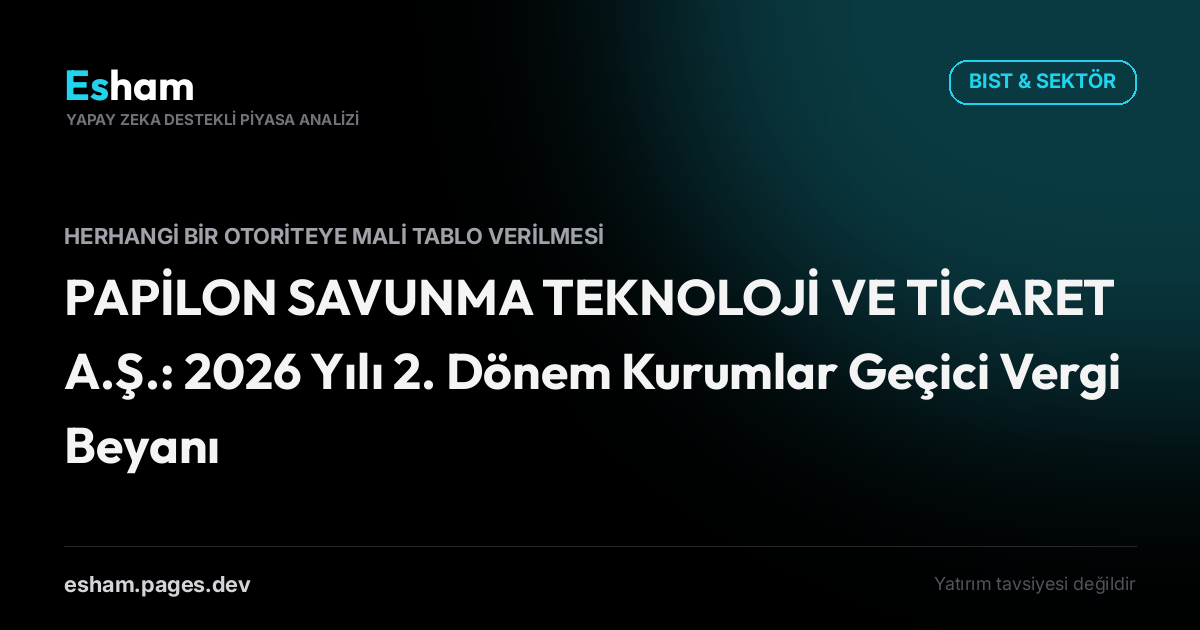 Esham
BIST & SEKTÖR
YAPAY ZEKA DESTEKLİ PİYASA ANALİZİ
HERHANGİ BİR OTORİTEYE MALİ TABLO VERİLMESİ
PAPİLON SAVUNMA TEKNOLOJİ VE TİCARET
A.Ş.: 2026 Yılı 2. Dönem Kurumlar Geçici Vergi
Beyanı
esham.pages.dev
Yatırım tavsiyesi değildir